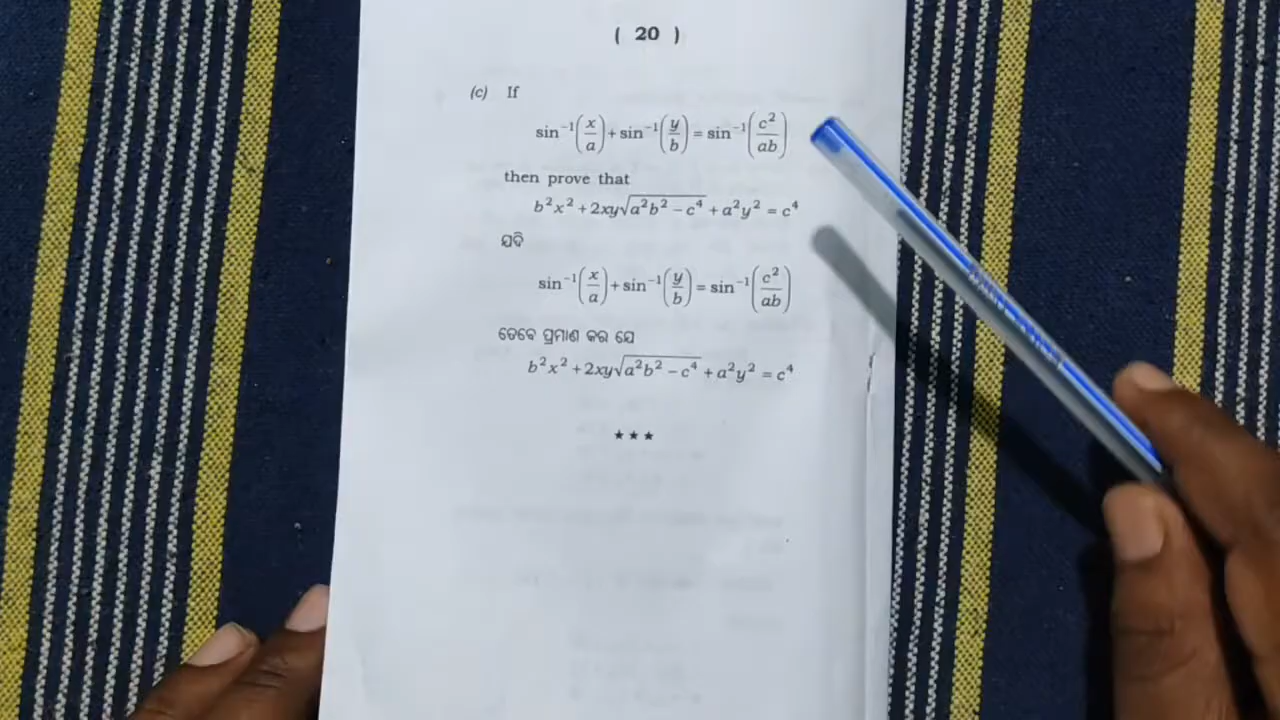 ( 20 )
(c) If
sin⁻¹(x/a) + sin⁻¹(y/b) = sin⁻¹(c²/ab)
then prove that
b²x² + 2xy√(a²b² − c⁴) + a²y² = c⁴
ଯଦି
sin⁻¹(x/a) + sin⁻¹(y/b) = sin⁻¹(c²/ab)
ତେବେ ପ୍ରମାଣ କର ଯେ
b²x² + 2xy√(a²b² − c⁴) + a²y² = c⁴
★ ★ ★